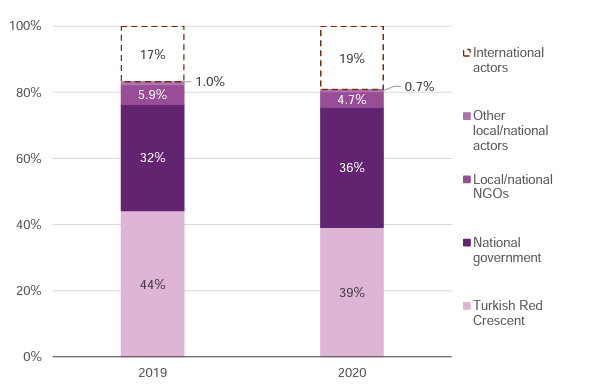 100%
80%
60%
40%
20%
0%
17%
1.0%
5.9%
32%
44%
2019
19%
0.7%
4.7%
36%
39%
2020
International
actors
Other
local/national
actors
Local/national
NGOs
National
government
Turkish Red
Crescent